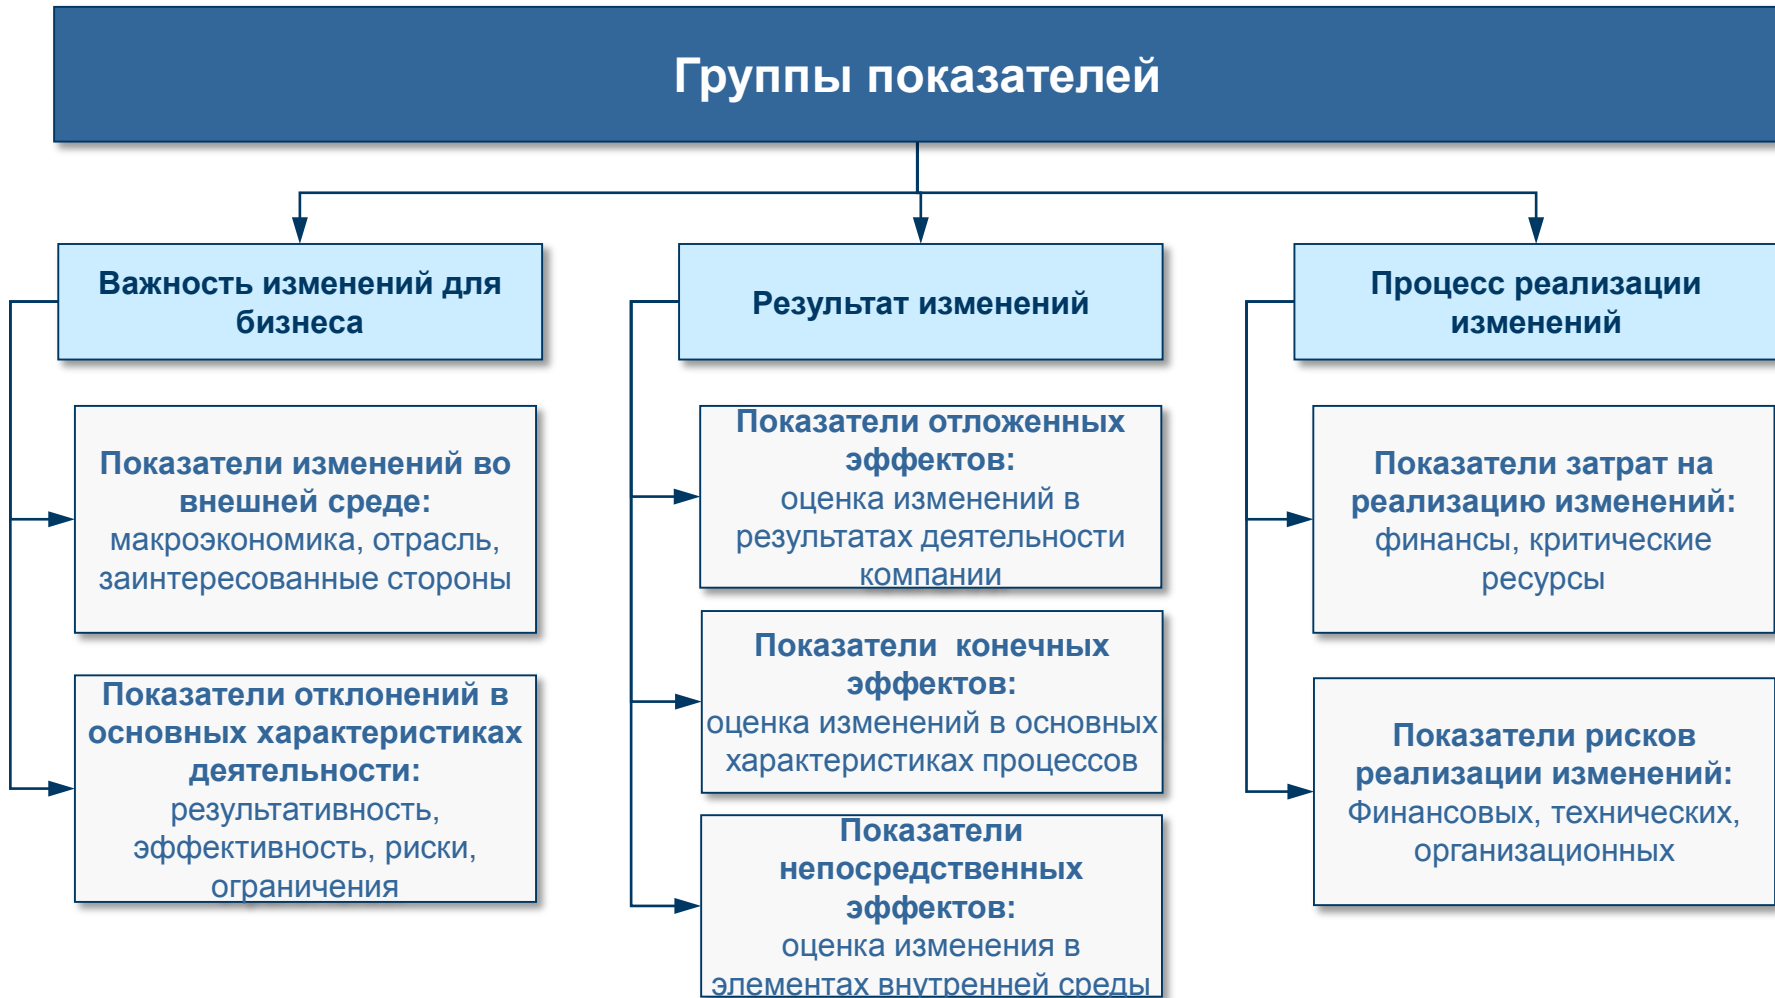 Группы показателей
Важность изменений для
бизнеса
Показатели изменений во
внешней среде:
макроэкономика, отрасль,
заинтересованные стороны
Показатели отклонений в
основных характеристиках
деятельности:
результативность,
эффективность, риски,
ограничения
Результат изменений
Показатели отложенных
эффектов:
оценка изменений в
результатах деятельности
компании
Показатели  конечных
эффектов:
оценка изменений в основных
характеристиках процессов
Показатели
непосредственных
эффектов:
оценка изменения в
элементах внутренней среды
Процесс реализации
изменений
Показатели затрат на
реализацию изменений:
финансы, критические
ресурсы
Показатели рисков
реализации изменений:
Финансовых, технических,
организационных